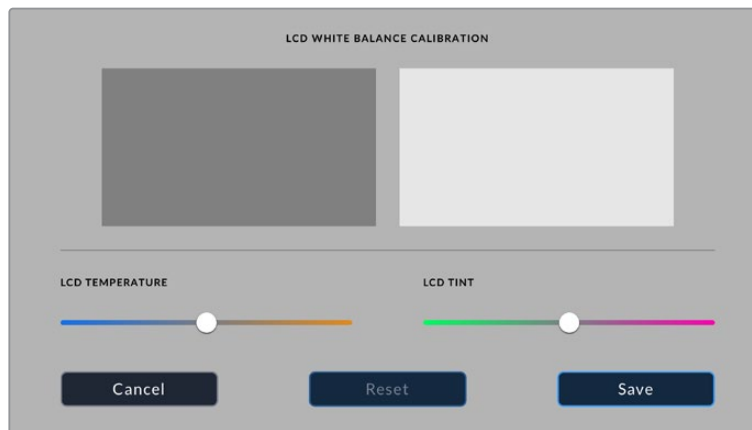 LCD WHITE BALANCE CALIBRATION
LCD TEMPERATURE
LCD TINT
Cancel
Reset
Save